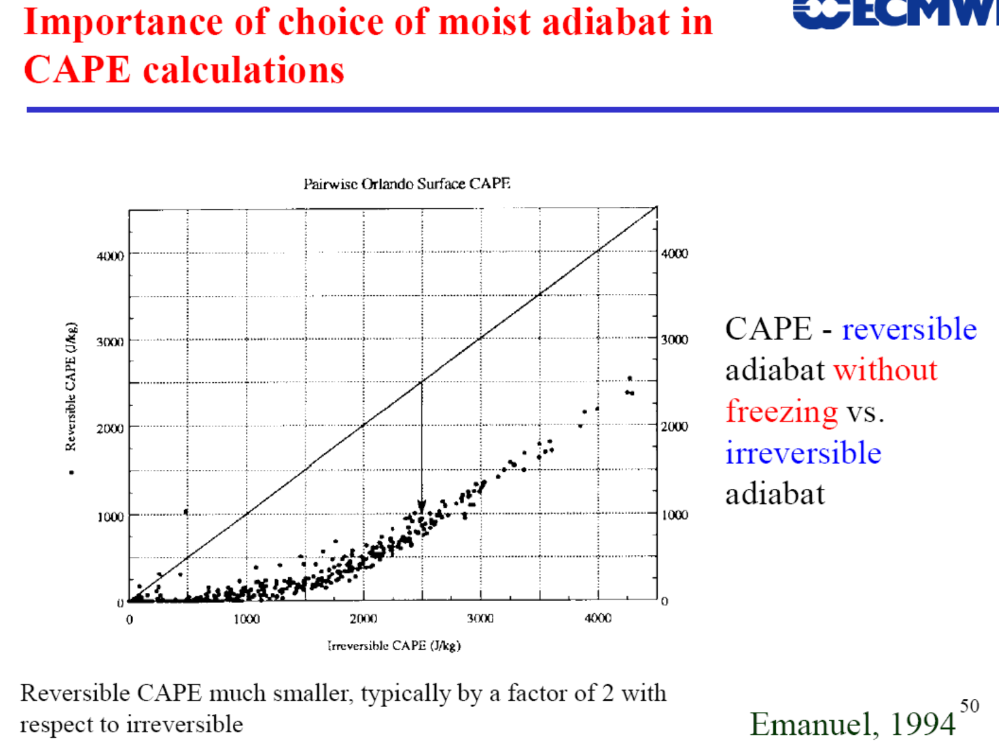 Importance of choice of moist adiabat in
CAPE calculations
Pairwise Orlando Surface CAPE
4000
3000
2000
1000
0
4000
3000
2000
1000
0
0
1000
2000
3000
4000
Reversible CAPE (J/kg)
Irreversible CAPE (J/kg)
CAPE - reversible
adiabat without
freezing vs.
irreversible
adiabat
Reversible CAPE much smaller, typically by a factor of 2 with
respect to irreversible
Emanuel, 1994
50